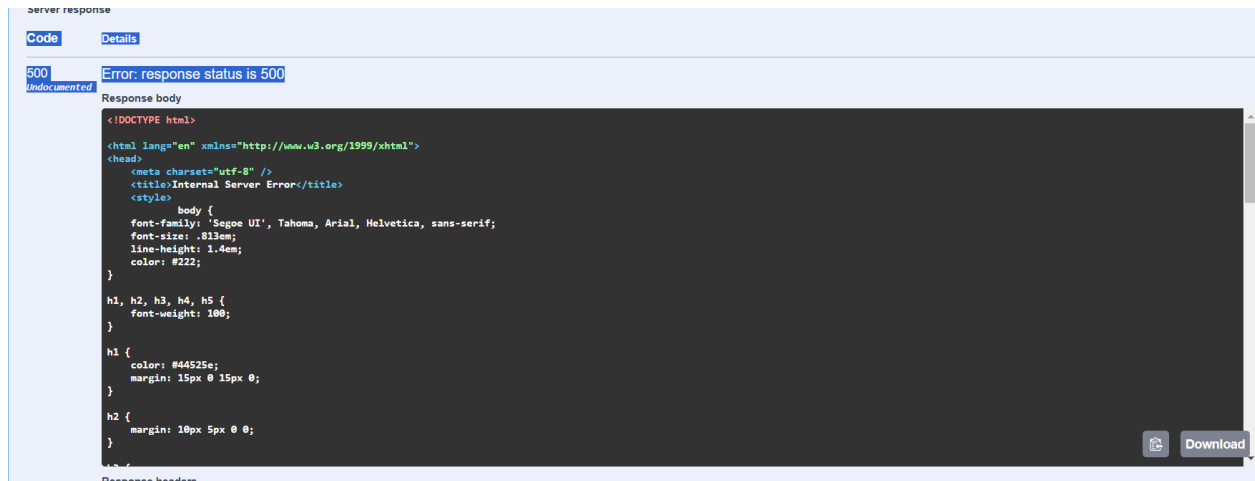 Server response
Code Details
500 Error: response status is 500
Undocumented
Response body
<!DOCTYPE html>
<html lang="en" xmlns="http://www.w3.org/1999/xhtml">
<head>
    <meta charset="utf-8" />
    <title>Internal Server Error</title>
    <style>
            body {
    font-family: 'Segoe UI', Tahoma, Arial, Helvetica, sans-serif;
    font-size: .813em;
    line-height: 1.4em;
    color: #222;
}
h1, h2, h3, h4, h5 {
    font-weight: 100;
}
h1 {
    color: #44525e;
    margin: 15px 0 15px 0;
}
h2 {
    margin: 10px 5px 0 0;
}
Download
h3 {
Response headers